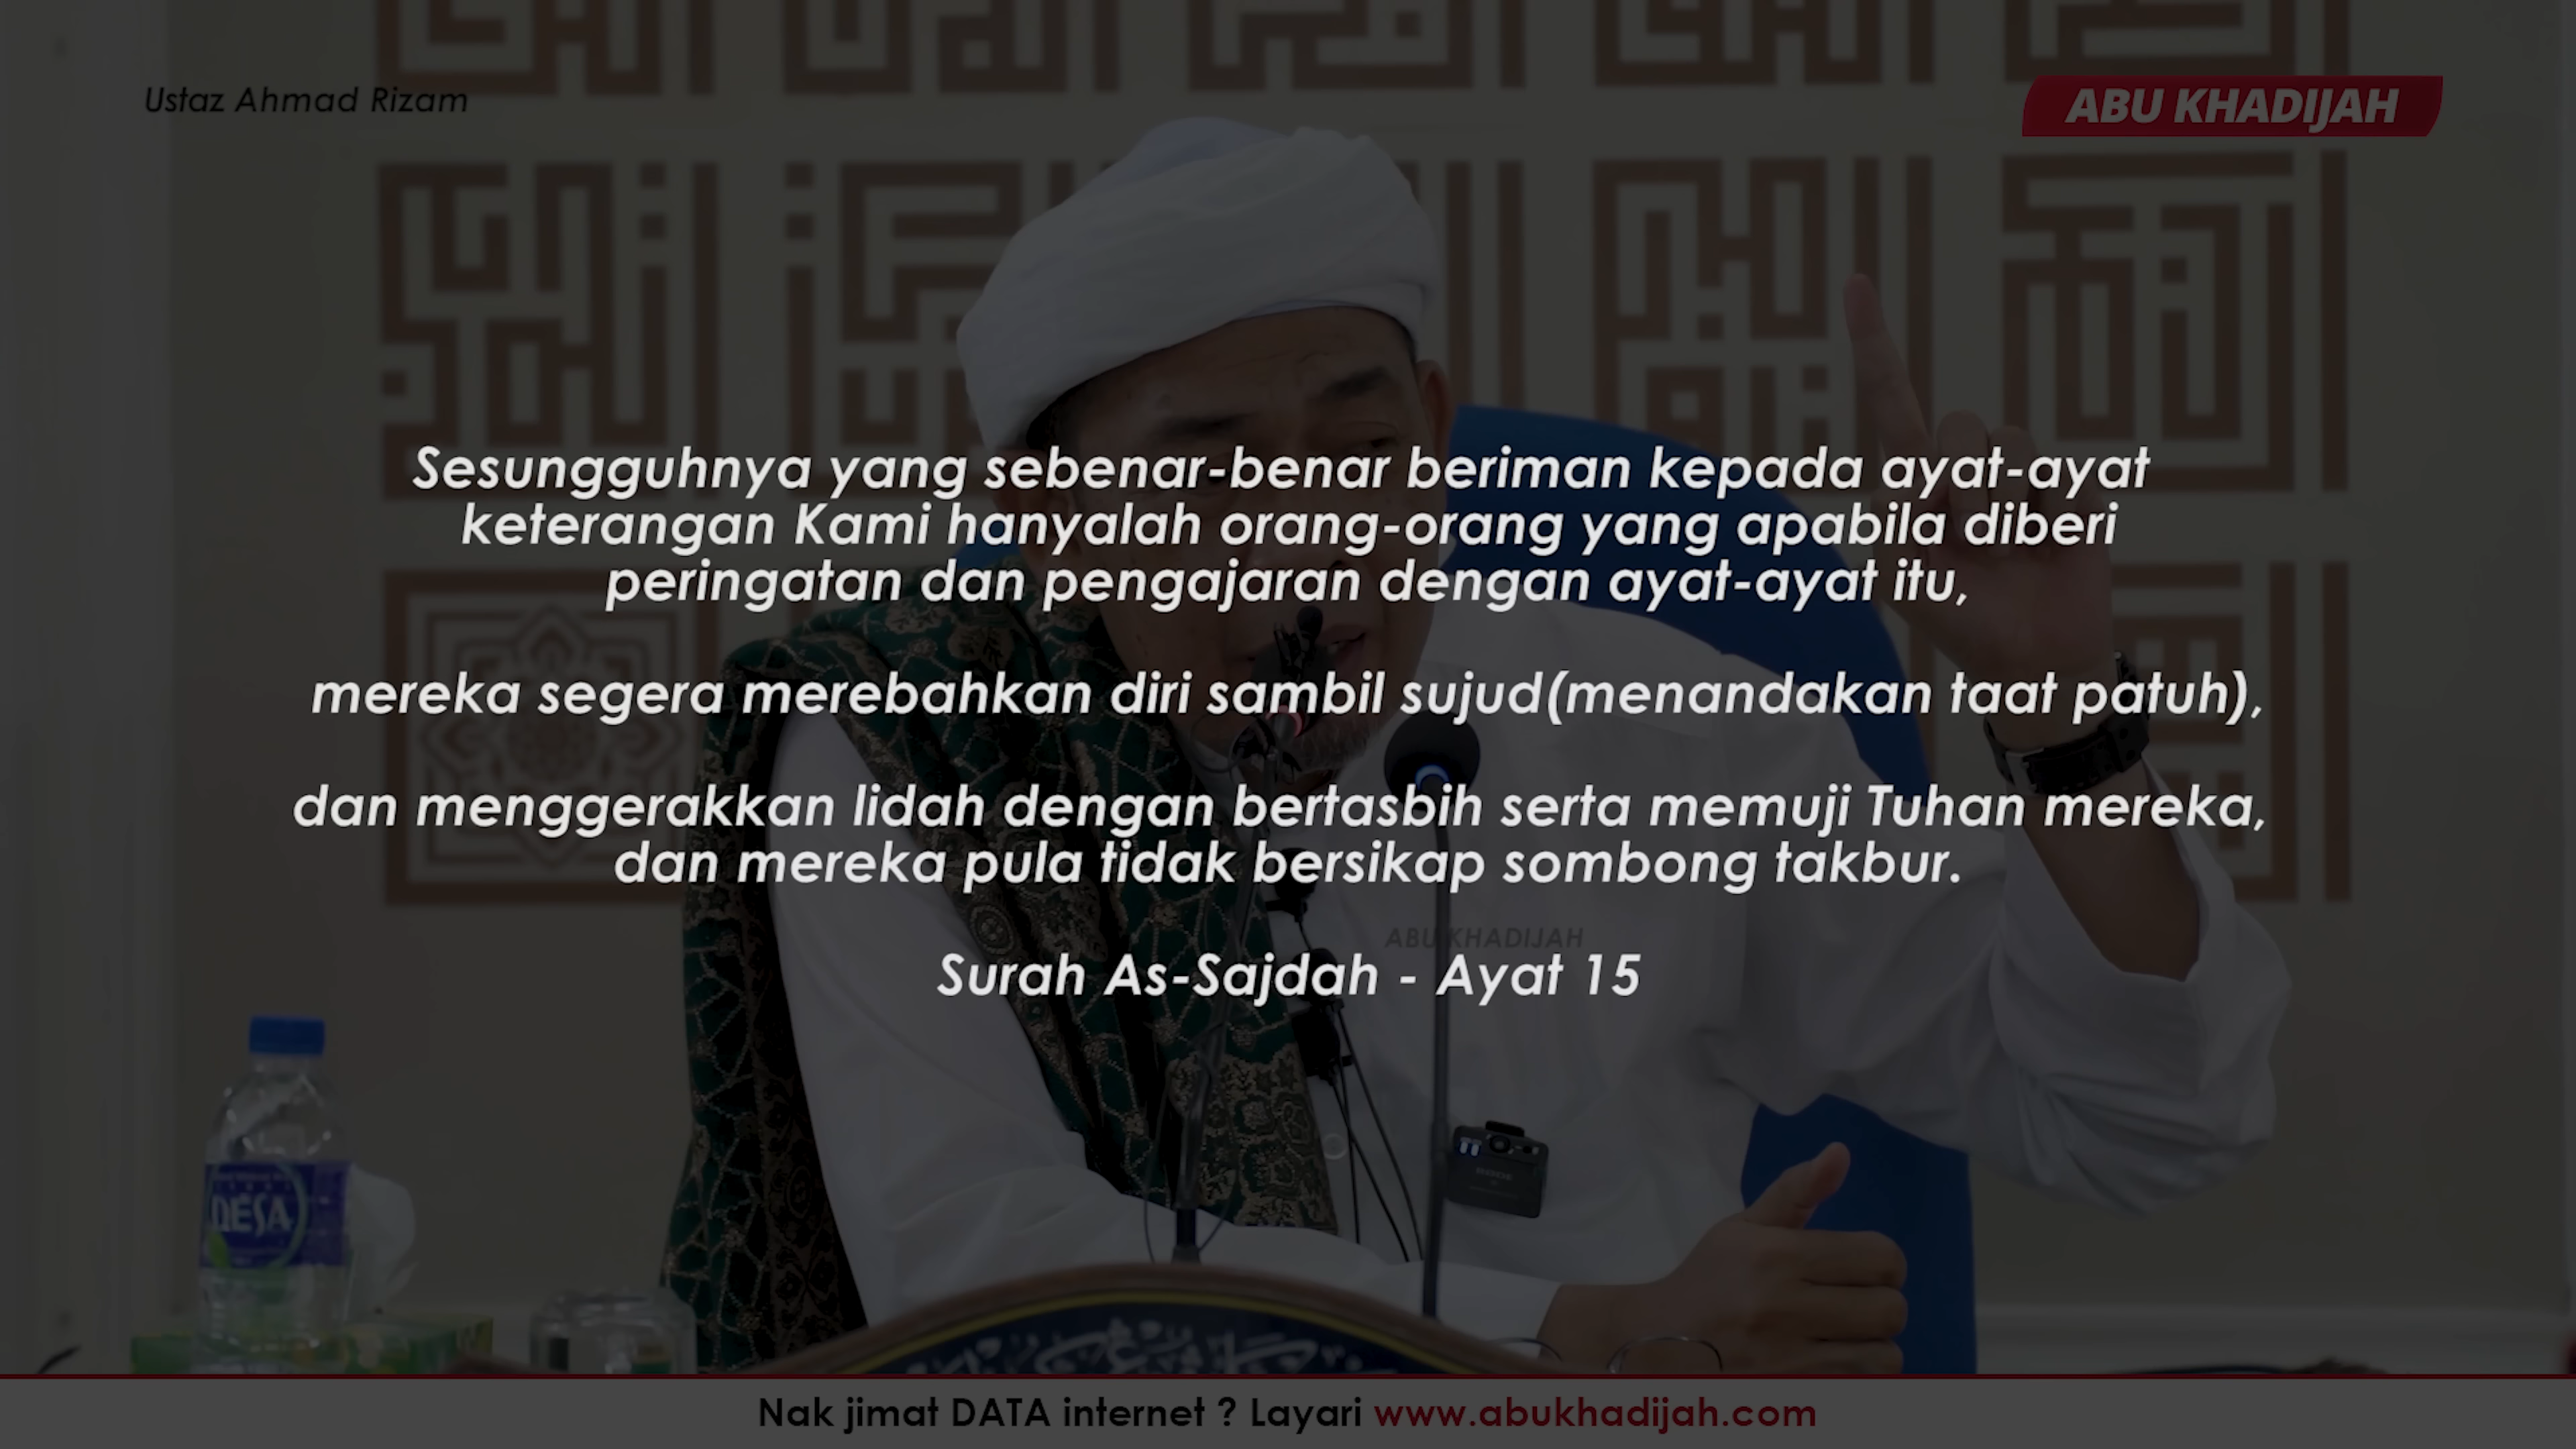 Ustaz Ahmad Rizam
ABU KHADIJAH
Sesungguhnya yang sebenar-benar beriman kepada ayat-ayat
keterangan Kami hanyalah orang-orang yang apabila diberi
peringatan dan pengajaran dengan ayat-ayat itu,
mereka segera merebahkan diri sambil sujud(menandakan taat patuh),
dan menggerakkan lidah dengan bertasbih serta memuji Tuhan mereka,
dan mereka pula tidak bersikap sombong takbur.
ABU KHADIJAH
Surah As-Sajdah - Ayat 15
DESA
Nak jimat DATA internet ? Layari www.abukhadijah.com